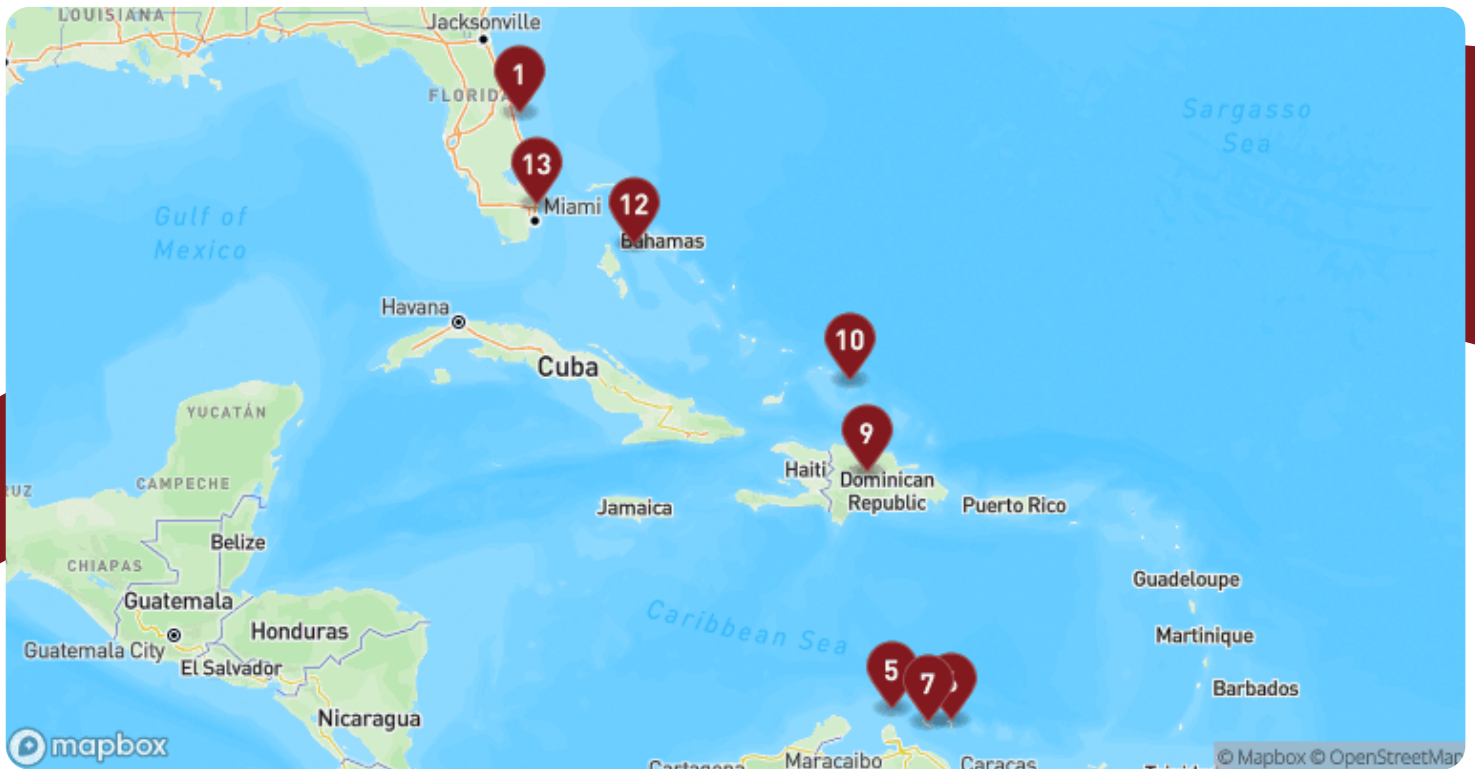 LOUISIANA
Jacksonville
1
FLORIDA
Sargasso
Sea
13
Miami
12
Bahamas
Gulf of
Mexico
Havana
10
Cuba
9
YUCATÁN
Haiti
Dominican
Republic
CAMPECHE
Jamaica
Puerto Rico
Belize
CHIAPAS
Guadeloupe
Guatemala
Caribbean Sea
Honduras
Martinique
Guatemala City
El Salvador
5
7
Barbados
Nicaragua
mapbox
Maracaibo
Caracas
© Mapbox © OpenStreetMap